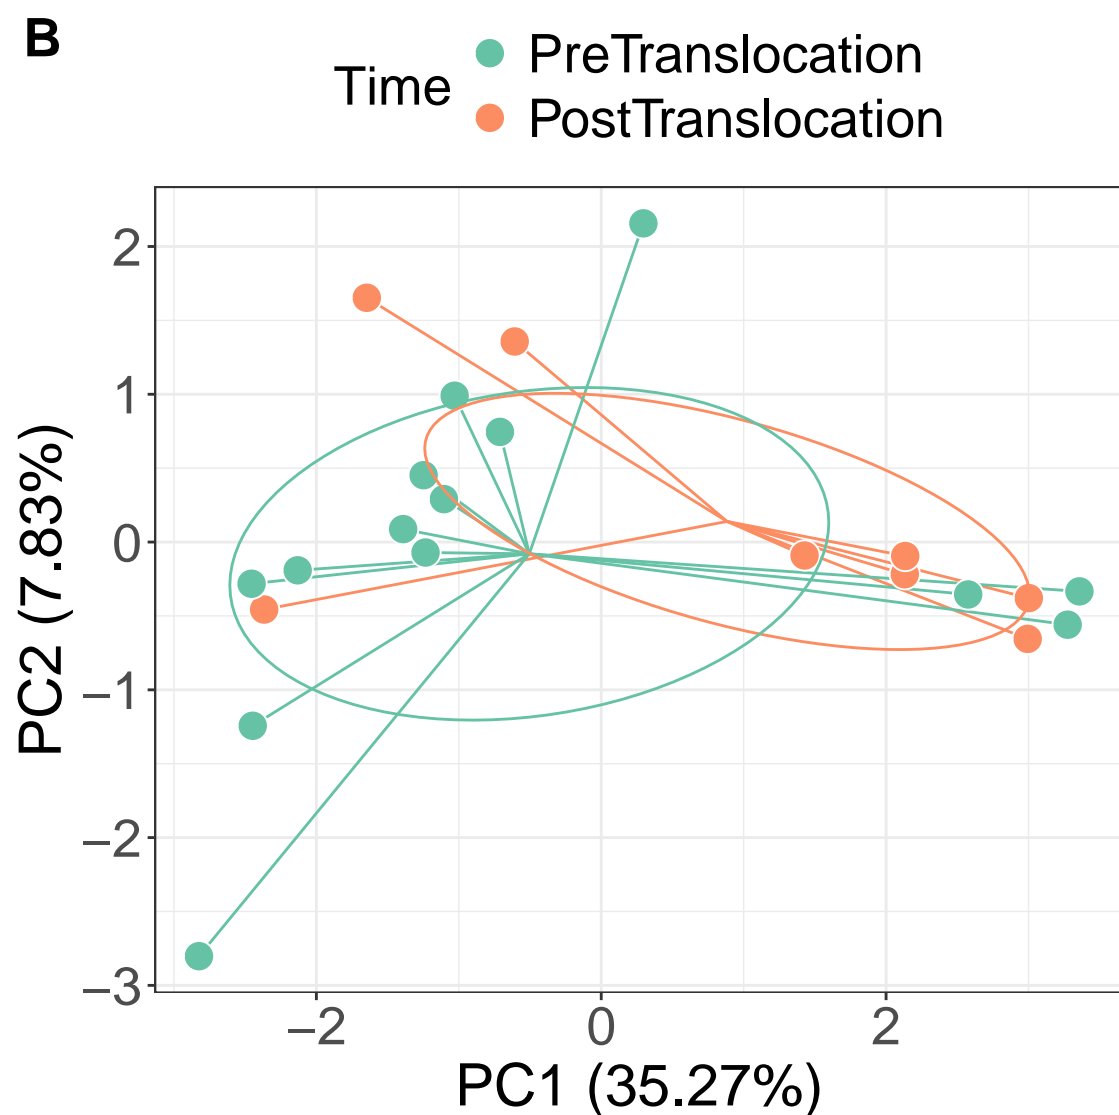 B
Time
PreTranslocation
PostTranslocation
2
1
0
−1
−2
−3
PC2 (7.83%)
−2
0
2
PC1 (35.27%)